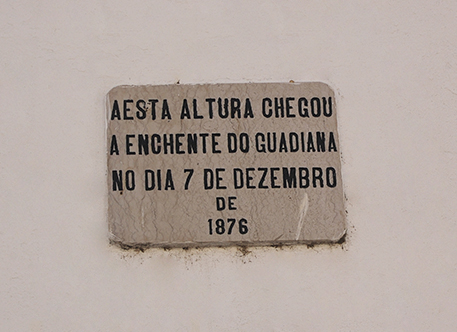 AESTA ALTURA CHEGOU
A ENCHENTE DO GUADIANA
NO DIA 7 DE DEZEMBRO
DE
1876